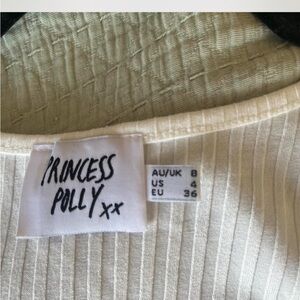 PRINCESS
POLLY xx
AU/UK 8
US 4
EU 36